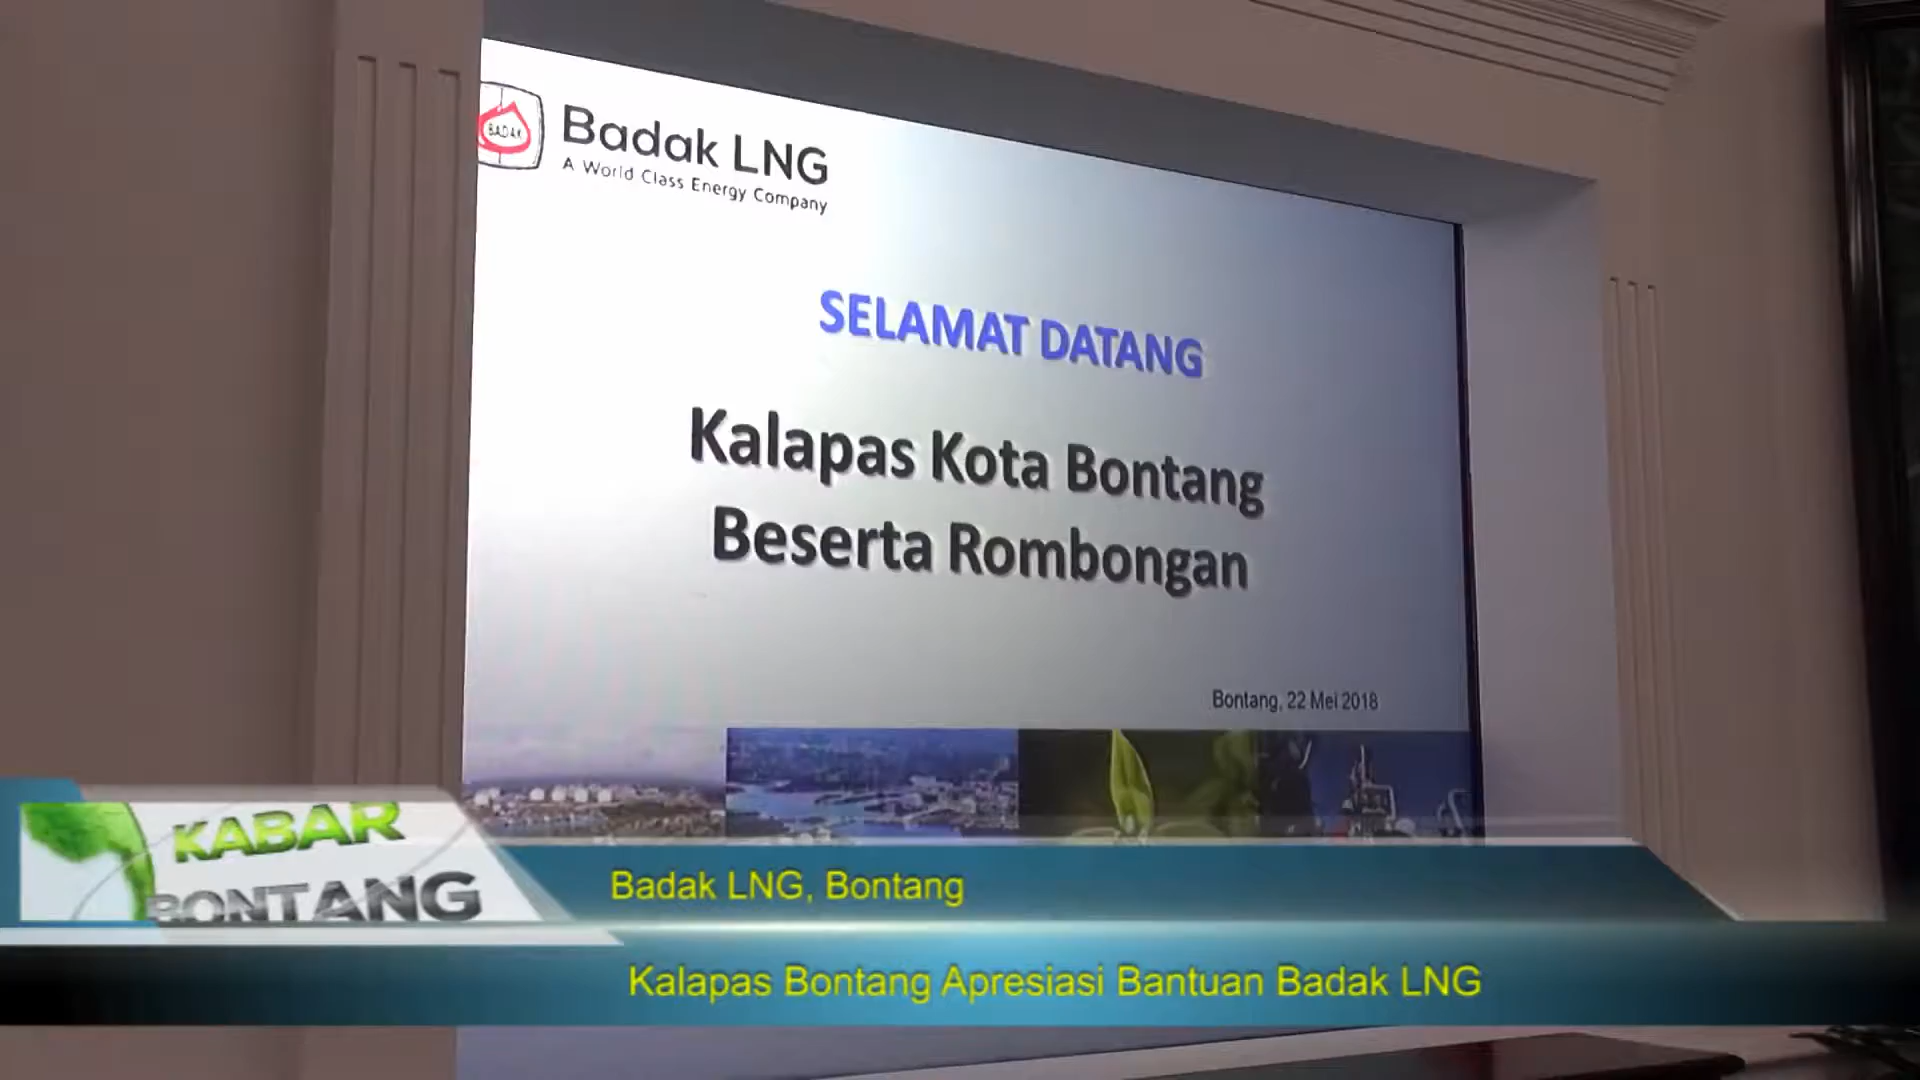 BADAK
Badak LNG
A World Class Energy Company
SELAMAT DATANG
Kalapas Kota Bontang
Beserta Rombongan
Bontang, 22 Mei 2018
KABAR
BONTANG
Badak LNG, Bontang
Kalapas Bontang Apresiasi Bantuan Badak LNG